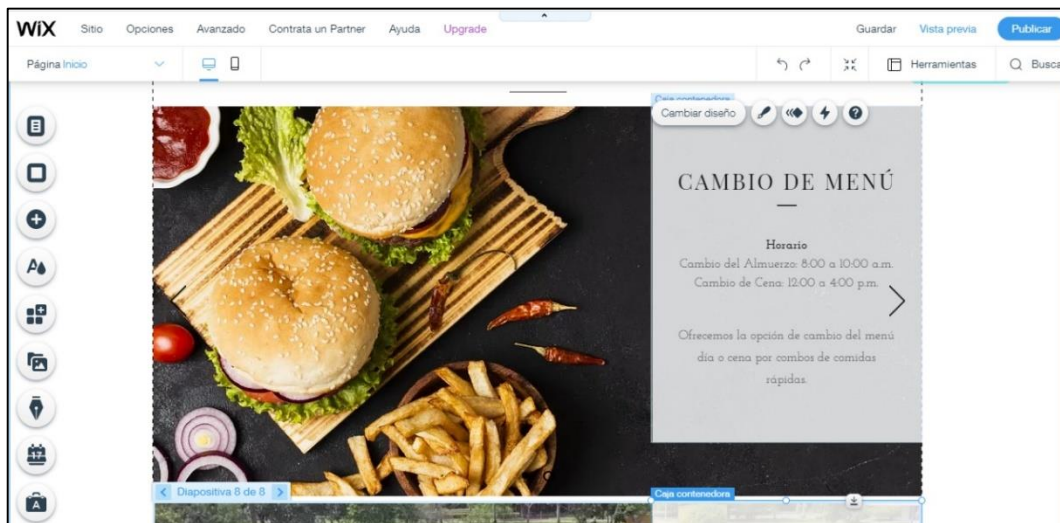 WiX
Sitio
Opciones
Avanzado
Contrata un Partner
Ayuda
Upgrade
Guardar
Vista previa
Publicar
Página Inicio
Herramientas
Busca
Caja contenedora
Cambiar diseño
CAMBIO DE MENÚ
Horario
Cambio del Almuerzo: 8:00 a 10:00 a.m.
Cambio de Cena: 12:00 a 4:00 p.m.
Ofrecemos la opción de cambio del menú
día o cena por combos de comidas
rápidas.
17
A
Diapositiva 8 de 8
Caja contenedora